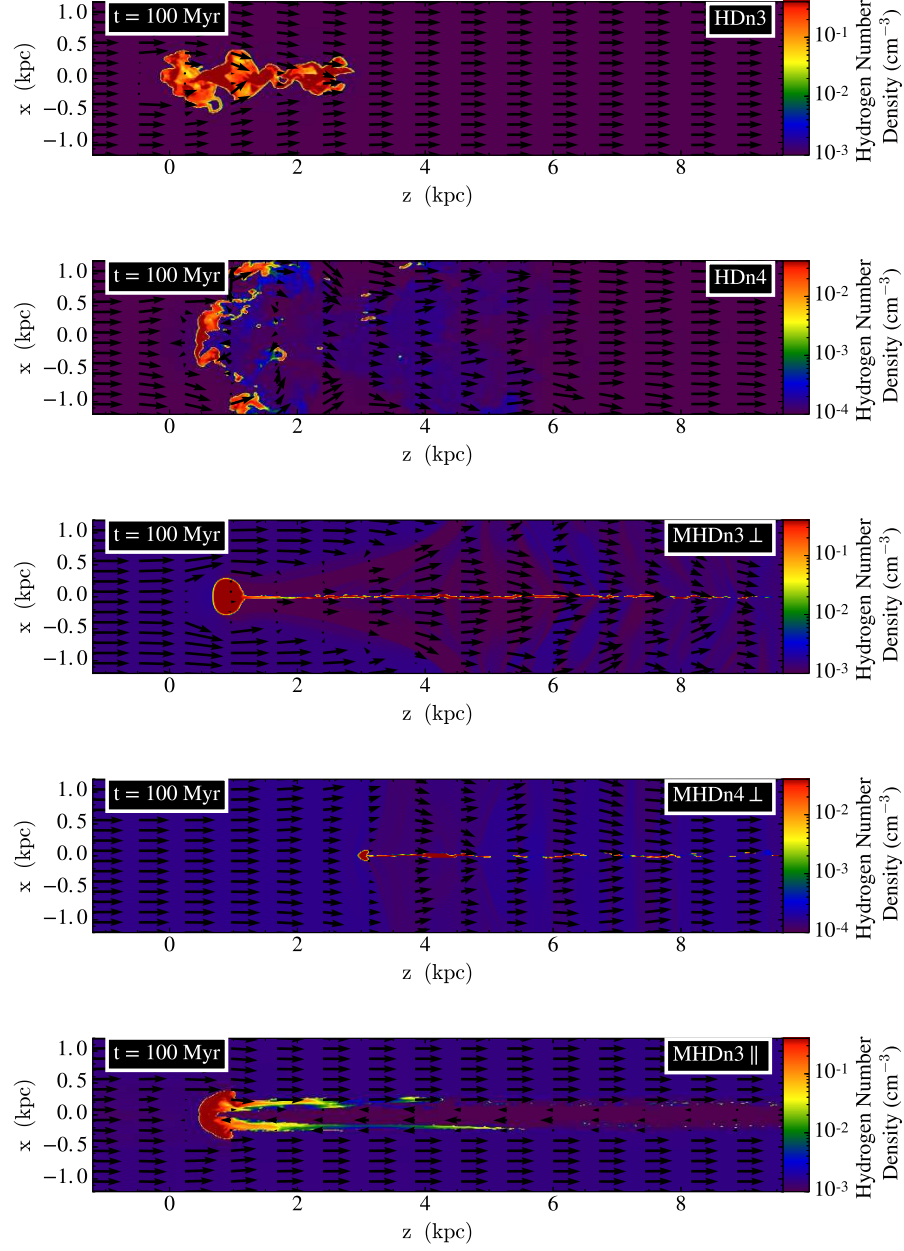 t = 100 Myr
HDn3
1.0
0.5
0.0
−0.5
−1.0
x (kpc)
0 2 4 6 8
z (kpc)
10⁻¹
10⁻²
10⁻³
Hydrogen Number
Density (cm⁻³)
t = 100 Myr
HDn4
1.0
0.5
0.0
−0.5
−1.0
x (kpc)
0 2 4 6 8
z (kpc)
10⁻²
10⁻³
10⁻⁴
Hydrogen Number
Density (cm⁻³)
t = 100 Myr
MHDn3 ⊥
1.0
0.5
0.0
−0.5
−1.0
x (kpc)
0 2 4 6 8
z (kpc)
10⁻¹
10⁻²
10⁻³
Hydrogen Number
Density (cm⁻³)
t = 100 Myr
MHDn4 ⊥
1.0
0.5
0.0
−0.5
−1.0
x (kpc)
0 2 4 6 8
z (kpc)
10⁻²
10⁻³
10⁻⁴
Hydrogen Number
Density (cm⁻³)
t = 100 Myr
MHDn3 ∥
1.0
0.5
0.0
−0.5
−1.0
x (kpc)
0 2 4 6 8
z (kpc)
10⁻¹
10⁻²
10⁻³
Hydrogen Number
Density (cm⁻³)